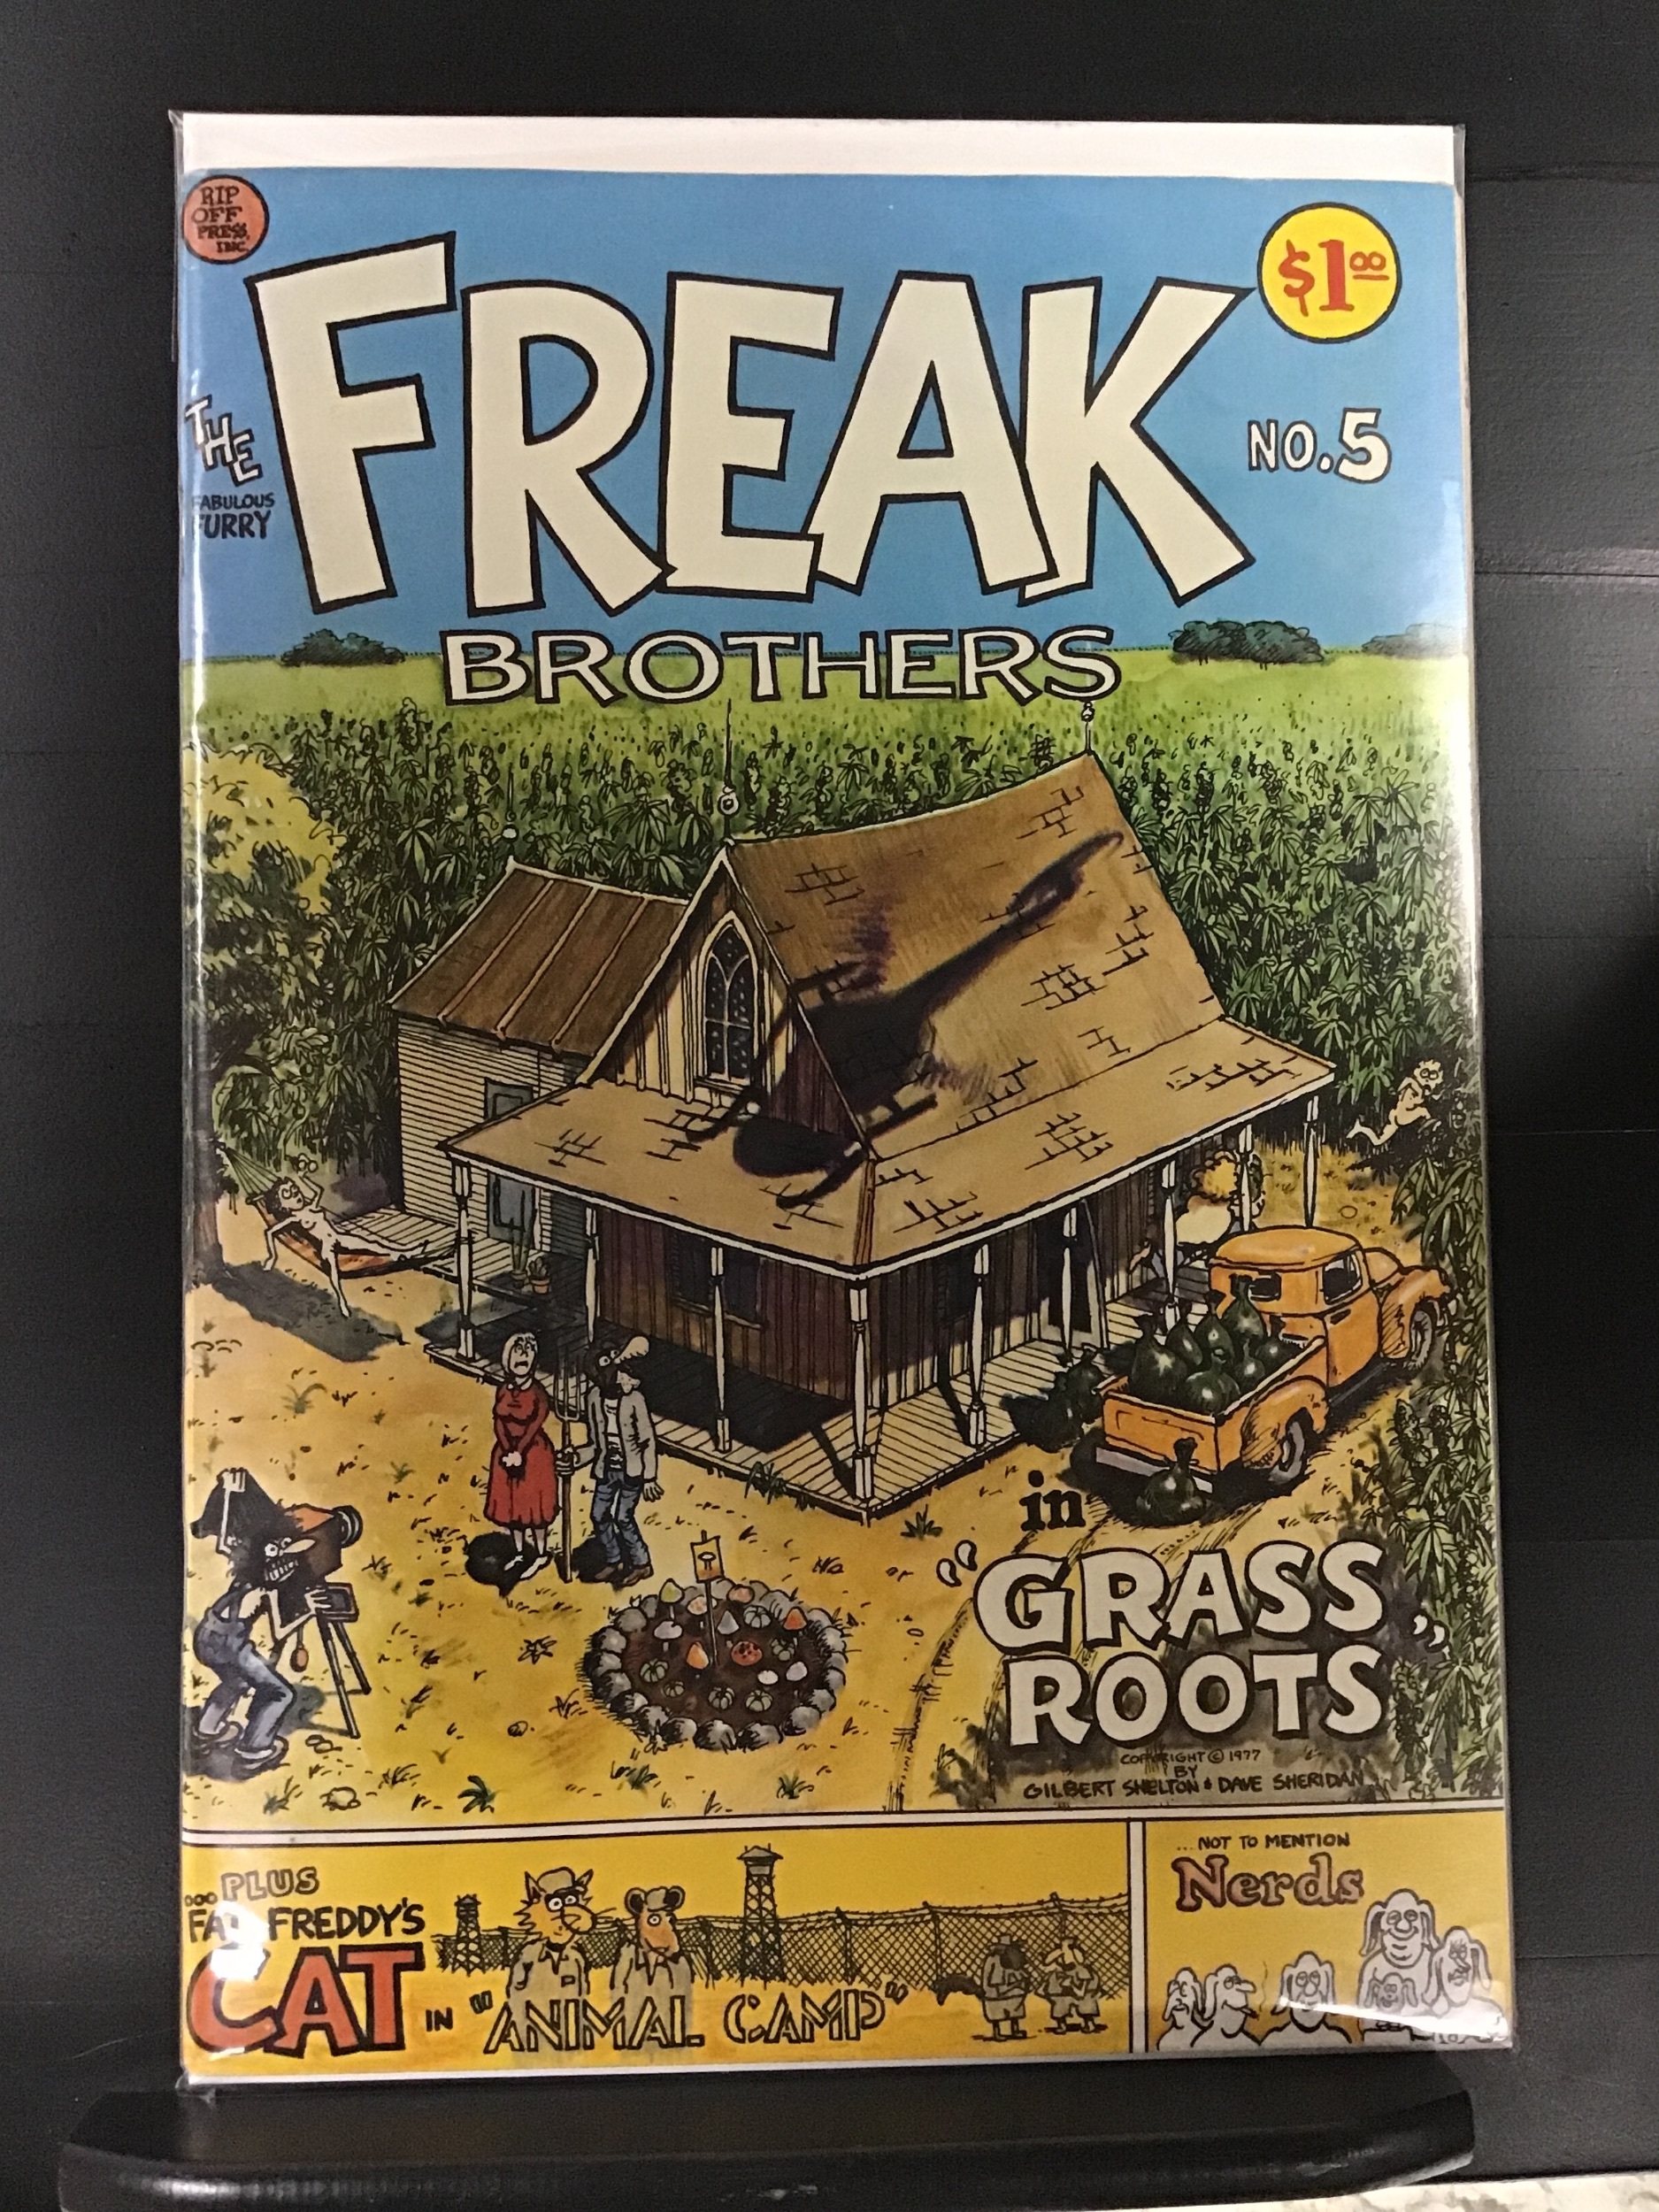 RIP
OFF
PRESS,
INC.
$1.00
THE
FABULOUS
FURRY
FREAK
NO.5
BROTHERS
in
"GRASS
ROOTS"
COPYRIGHT © 1977
BY
GILBERT SHELTON & DAVE SHERIDAN
...PLUS
FAT FREDDY'S
CAT
IN "ANIMAL CAMP"
...NOT TO MENTION
Nerds